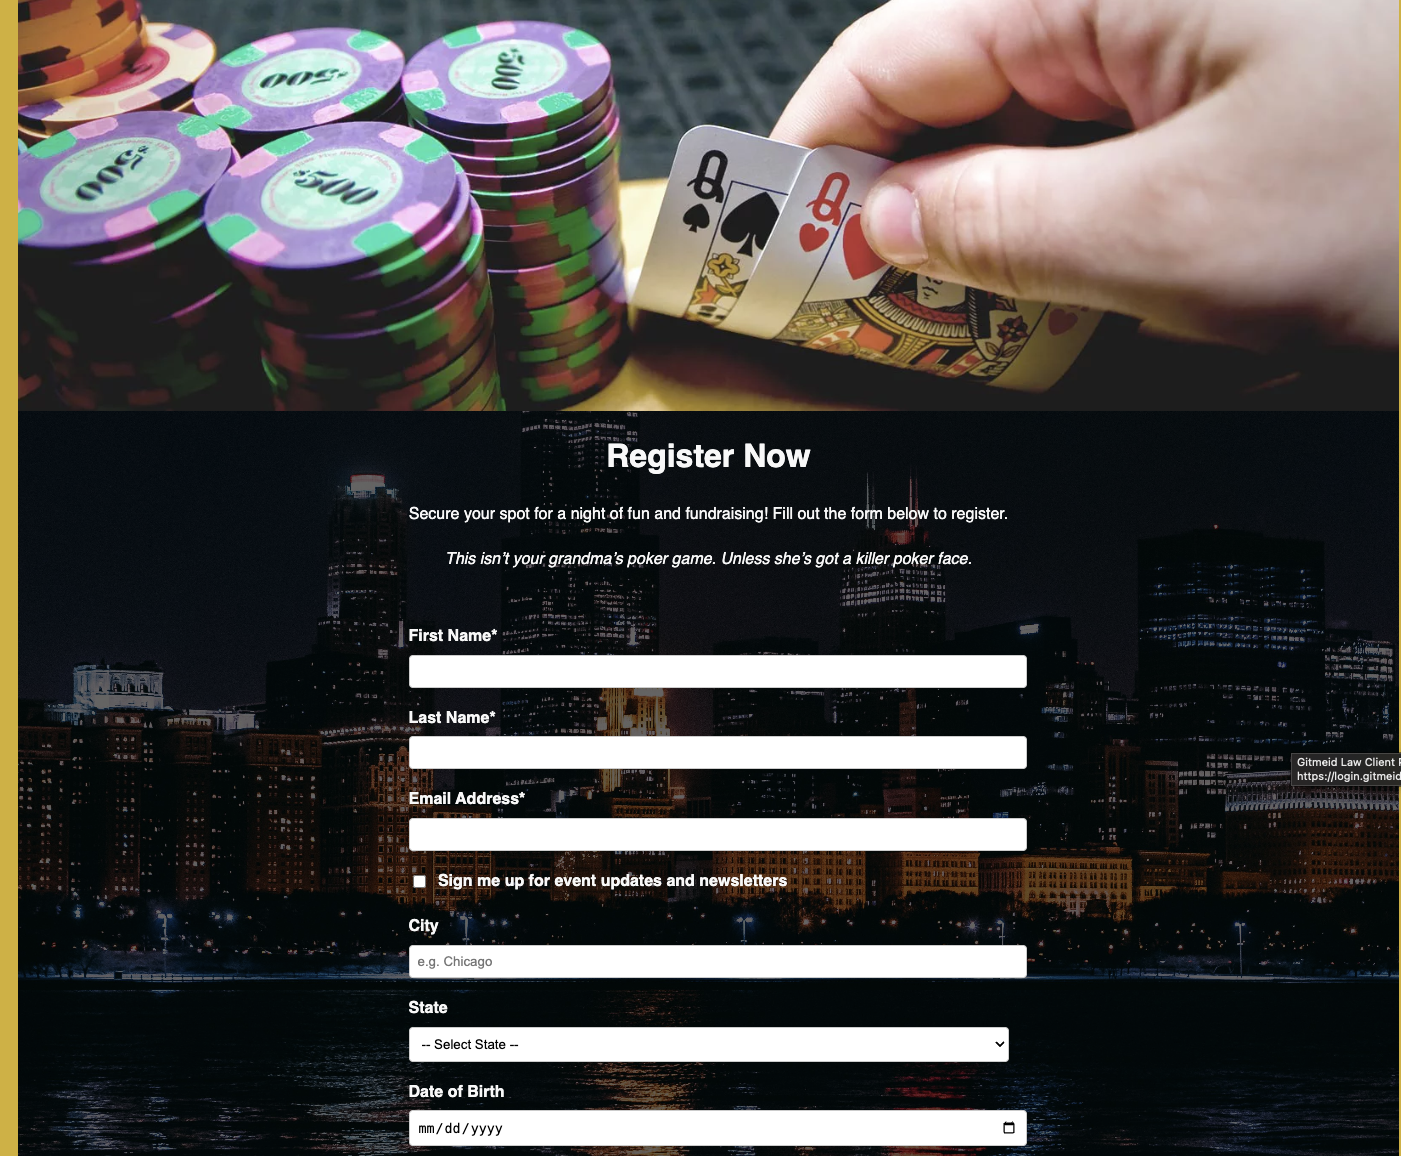 500
500
500
$500
Q Q
Register Now
Secure your spot for a night of fun and fundraising! Fill out the form below to register.
This isn't your grandma's poker game. Unless she's got a killer poker face.
First Name*
Last Name*
Gitmeid Law Client
https://login.gitmeid
Email Address*
Sign me up for event updates and newsletters
City
e.g. Chicago
State
-- Select State --
Date of Birth
mm/dd/yyyy